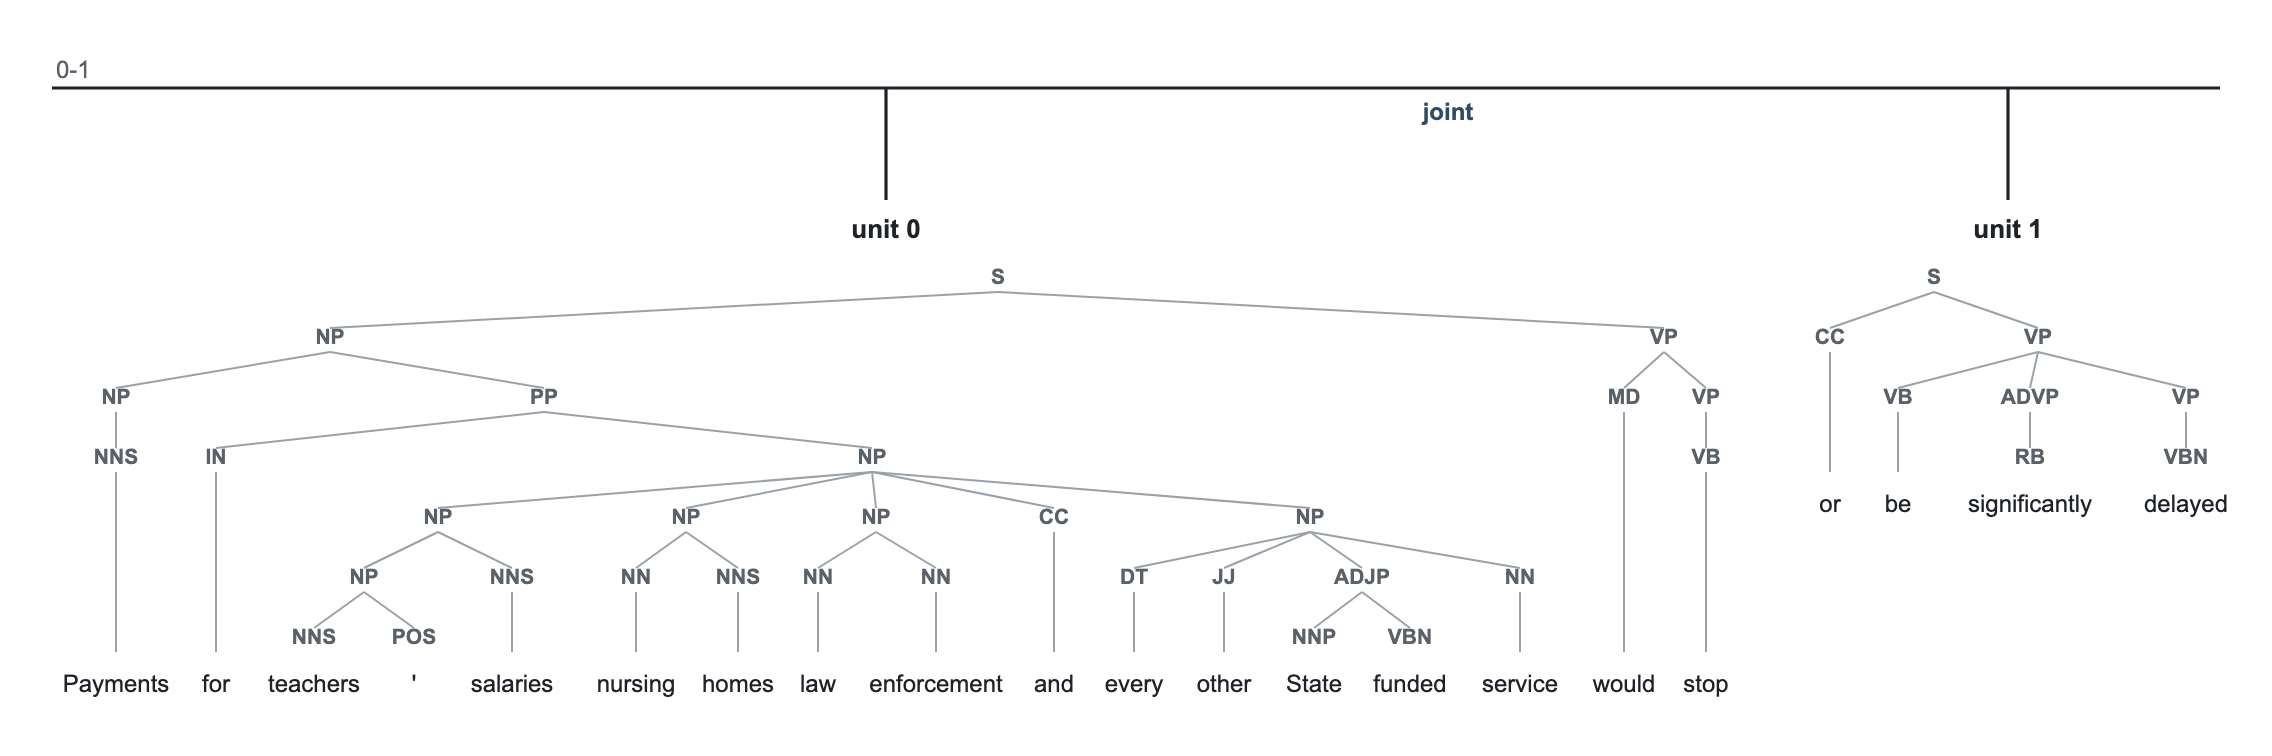 0-1
joint
unit 0 unit 1
S S
NP VP CC VP
NP PP MD VP VB ADVP VP
NNS IN NP VB RB VBN
or be significantly delayed
NP NP NP CC NP
NP NNS NN NNS NN NN DT JJ ADJP NN
NNS POS NNP VBN
Payments for teachers ' salaries nursing homes law enforcement and every other State funded service would stop